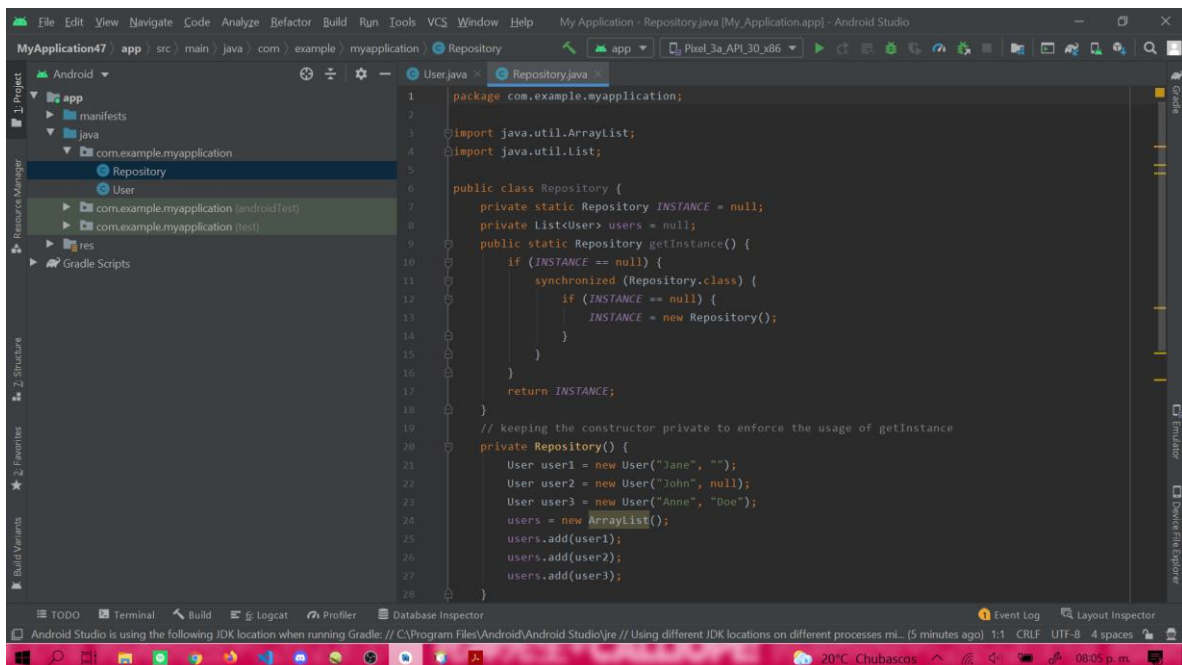 File Edit View Navigate Code Analyze Refactor Build Run Tools VCS Window Help My Application - Repository.java [My_Application.app] - Android Studio
MyApplication47 app src main java com example myapplication Repository app Pixel_3a_API_30_x86
Android User.java Repository.java
1: Project
Resource Manager
Z: Structure
2: Favorites
Build Variants
app
manifests
java
com.example.myapplication
Repository
User
com.example.myapplication (androidTest)
com.example.myapplication (test)
res
Gradle Scripts
1 package com.example.myapplication;
2
3 import java.util.ArrayList;
4 import java.util.List;
5
6 public class Repository {
7 private static Repository INSTANCE = null;
8 private List<User> users = null;
9 public static Repository getInstance() {
10 if (INSTANCE == null) {
11 synchronized (Repository.class) {
12 if (INSTANCE == null) {
13 INSTANCE = new Repository();
14 }
15 }
16 }
17 return INSTANCE;
18 }
19 // keeping the constructor private to enforce the usage of getInstance
20 private Repository() {
21 User user1 = new User("Jane", "");
22 User user2 = new User("John", null);
23 User user3 = new User("Anne", "Doe");
24 users = new ArrayList();
25 users.add(user1);
26 users.add(user2);
27 users.add(user3);
28 }
Gradle
Emulator
Device File Explorer
TODO Terminal Build 6: Logcat Profiler Database Inspector 1 Event Log Layout Inspector
Android Studio is using the following JDK location when running Gradle: // C:\Program Files\Android\Android Studio\jre // Using different JDK locations on different processes mi... (5 minutes ago) 1:1 CRLF UTF-8 4 spaces
20°C Chubascos 08:05 p. m.